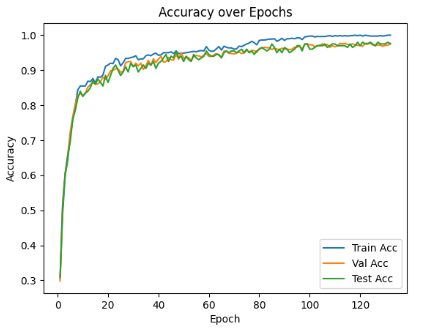 Accuracy over Epochs
1.0
0.9
0.8
0.7
0.6
0.5
0.4
0.3
Accuracy
0 20 40 60 80 100 120
Epoch
Train Acc
Val Acc
Test Acc